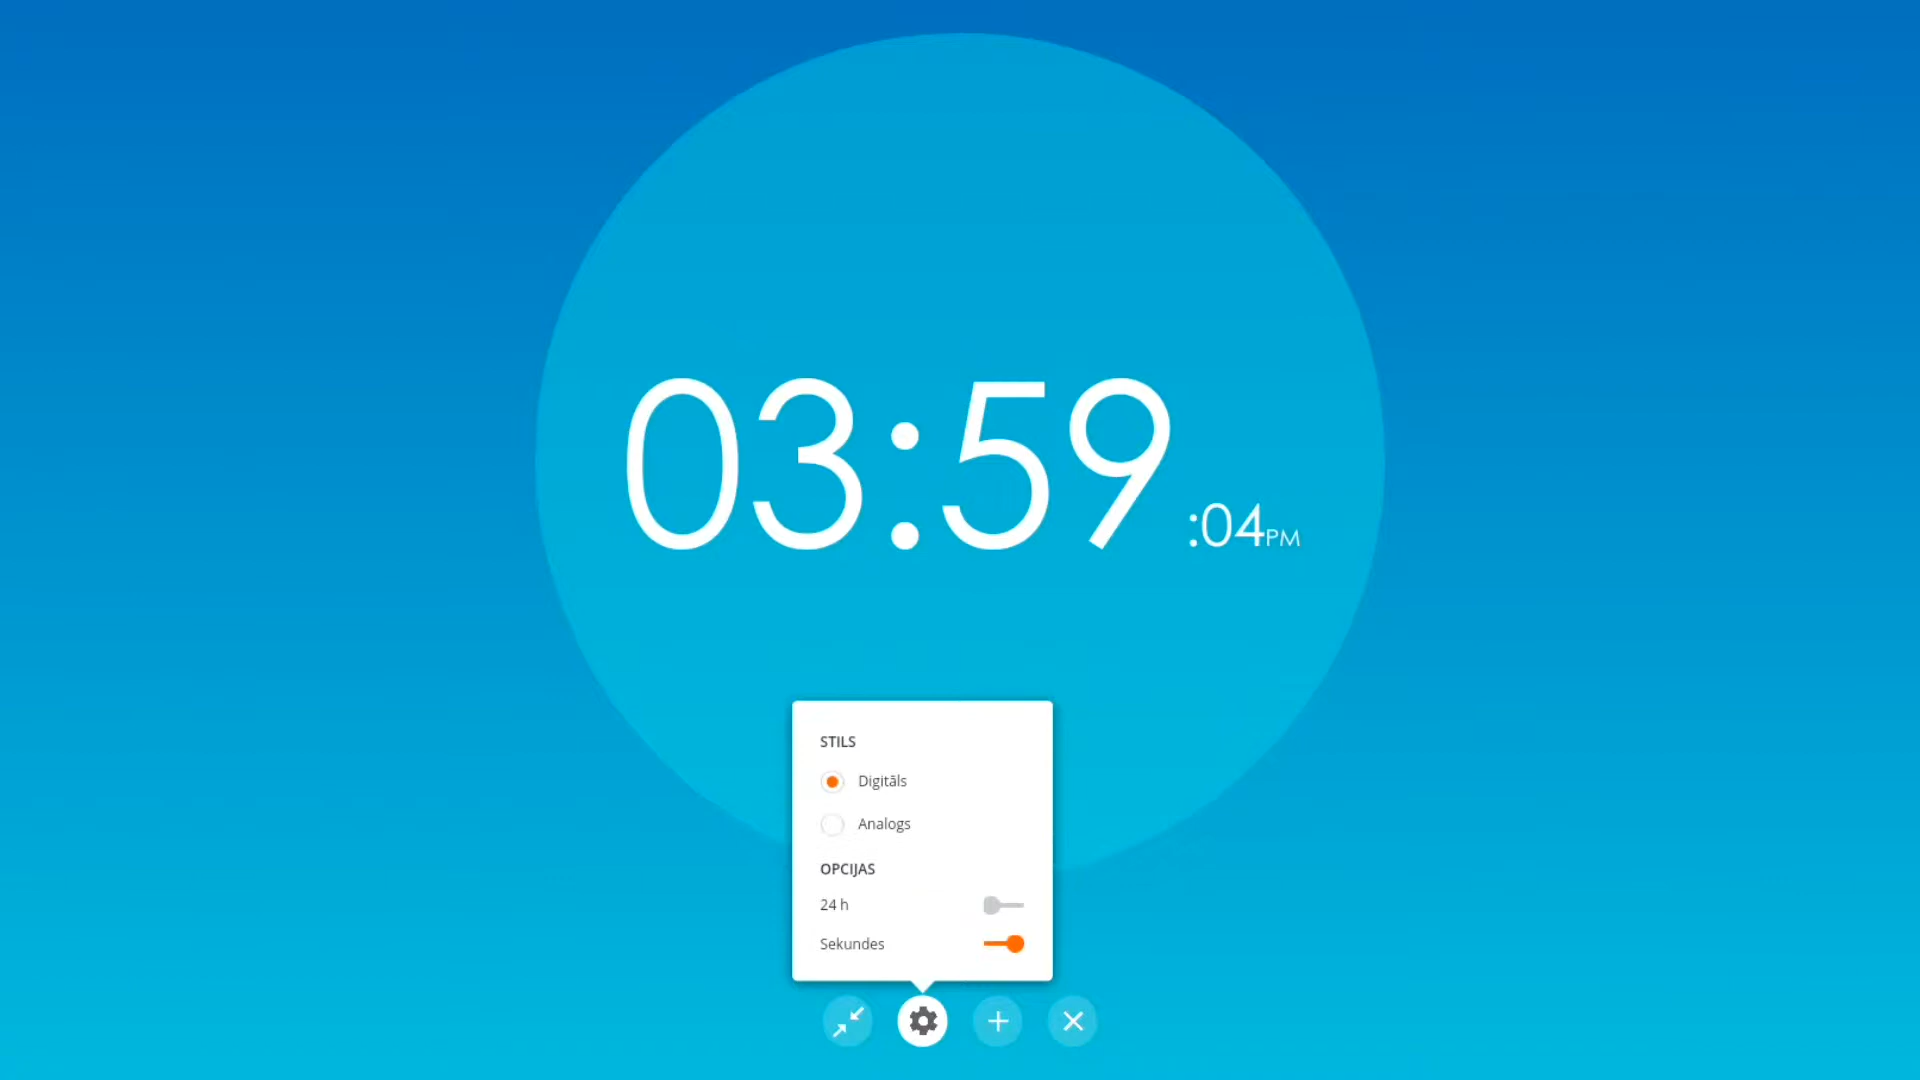 03:59 :04PM
STILS
Digitāls
Analogs
OPCIJAS
24 h
Sekundes